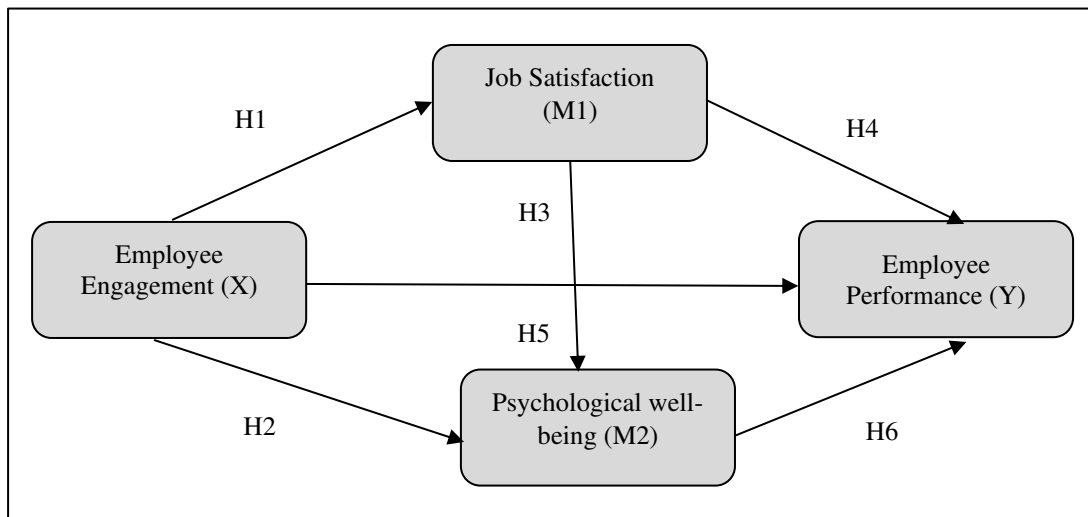 Job Satisfaction
(M1)
H1
H4
H3
Employee
Engagement (X)
Employee
Performance (Y)
H5
Psychological well-
being (M2)
H2
H6